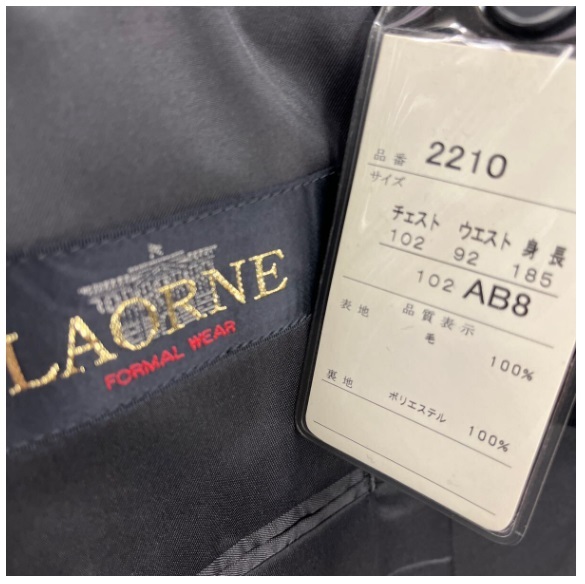 LAORNE
FORMAL WEAR
品番 2210
サイズ
チェスト ウエスト 身長
102 92 185
102 AB8
表地 品質表示
毛 100%
裏地 ポリエステル 100%